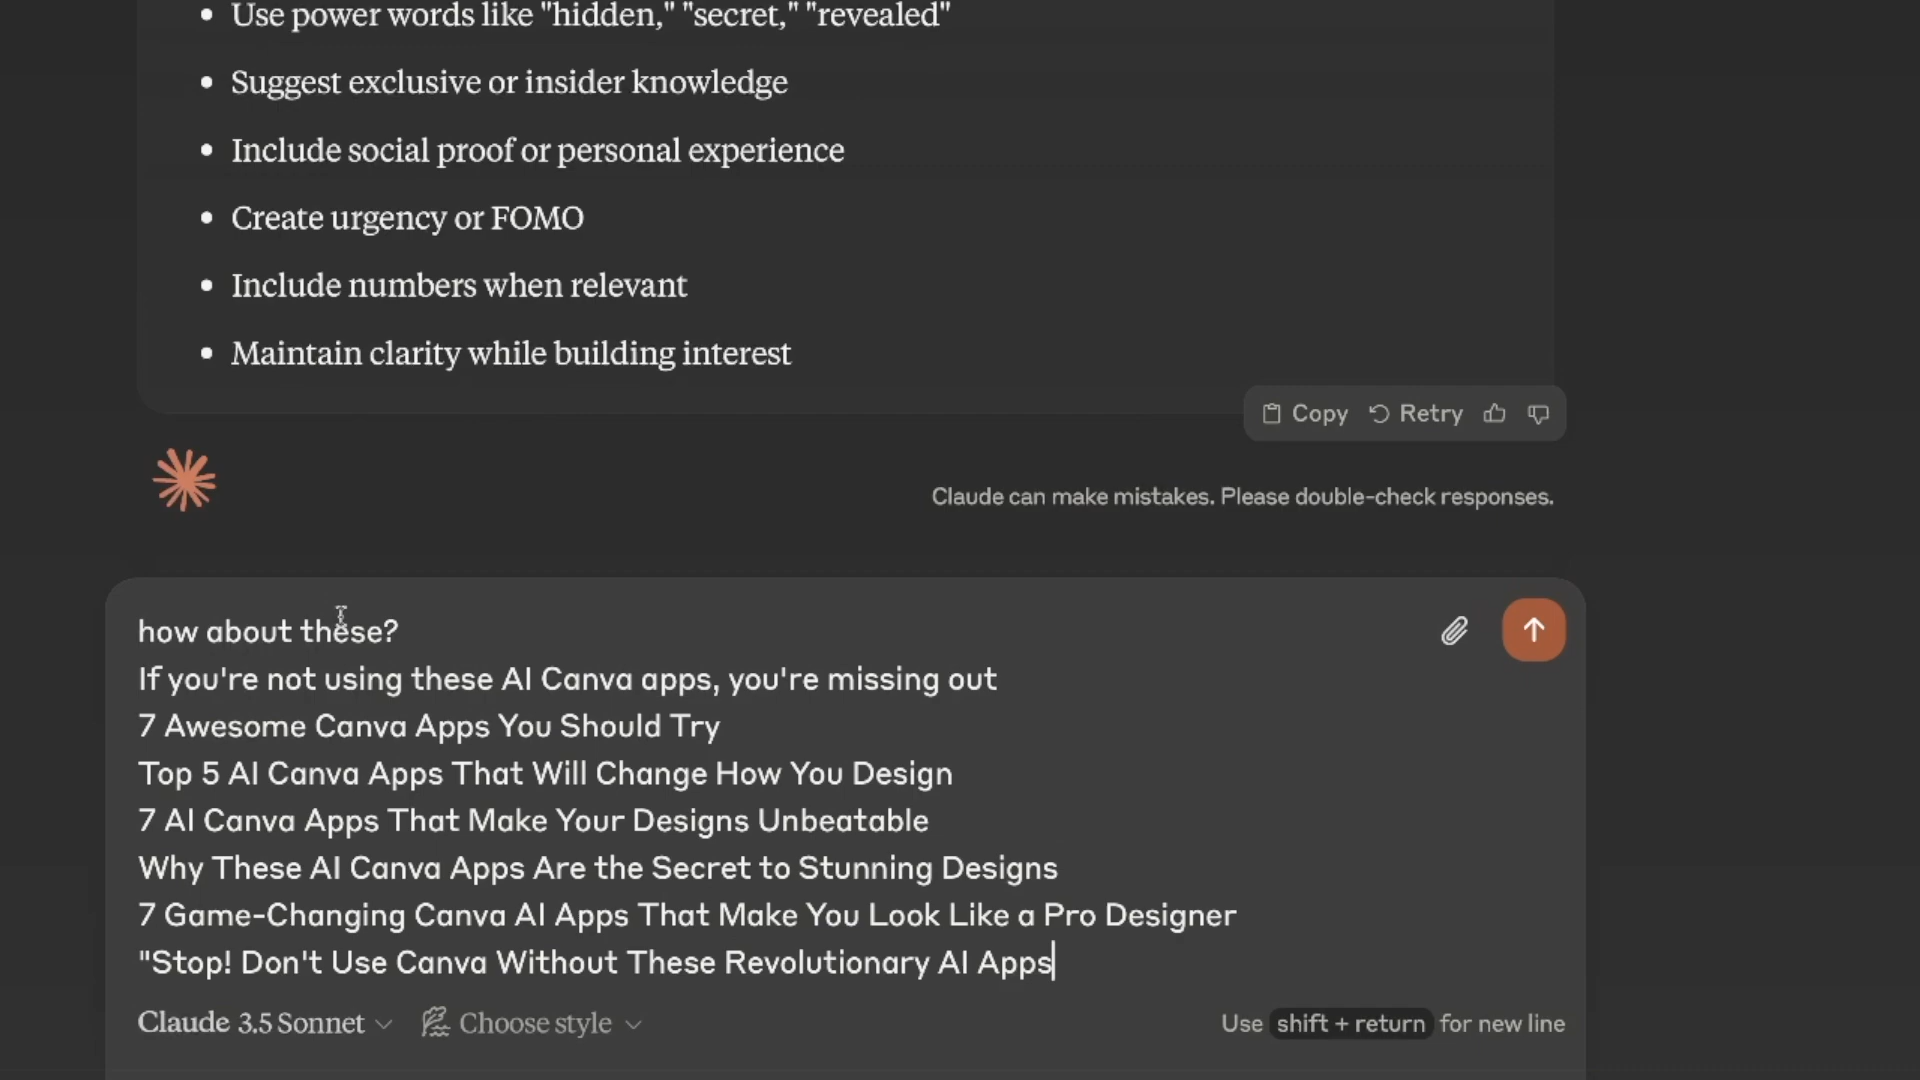 • Use power words like "hidden," "secret," "revealed"
• Suggest exclusive or insider knowledge
• Include social proof or personal experience
• Create urgency or FOMO
• Include numbers when relevant
• Maintain clarity while building interest
Copy Retry
Claude can make mistakes. Please double-check responses.
how about these?
If you're not using these AI Canva apps, you're missing out
7 Awesome Canva Apps You Should Try
Top 5 AI Canva Apps That Will Change How You Design
7 AI Canva Apps That Make Your Designs Unbeatable
Why These AI Canva Apps Are the Secret to Stunning Designs
7 Game-Changing Canva AI Apps That Make You Look Like a Pro Designer
"Stop! Don't Use Canva Without These Revolutionary AI Apps
Claude 3.5 Sonnet Choose style Use shift + return for new line